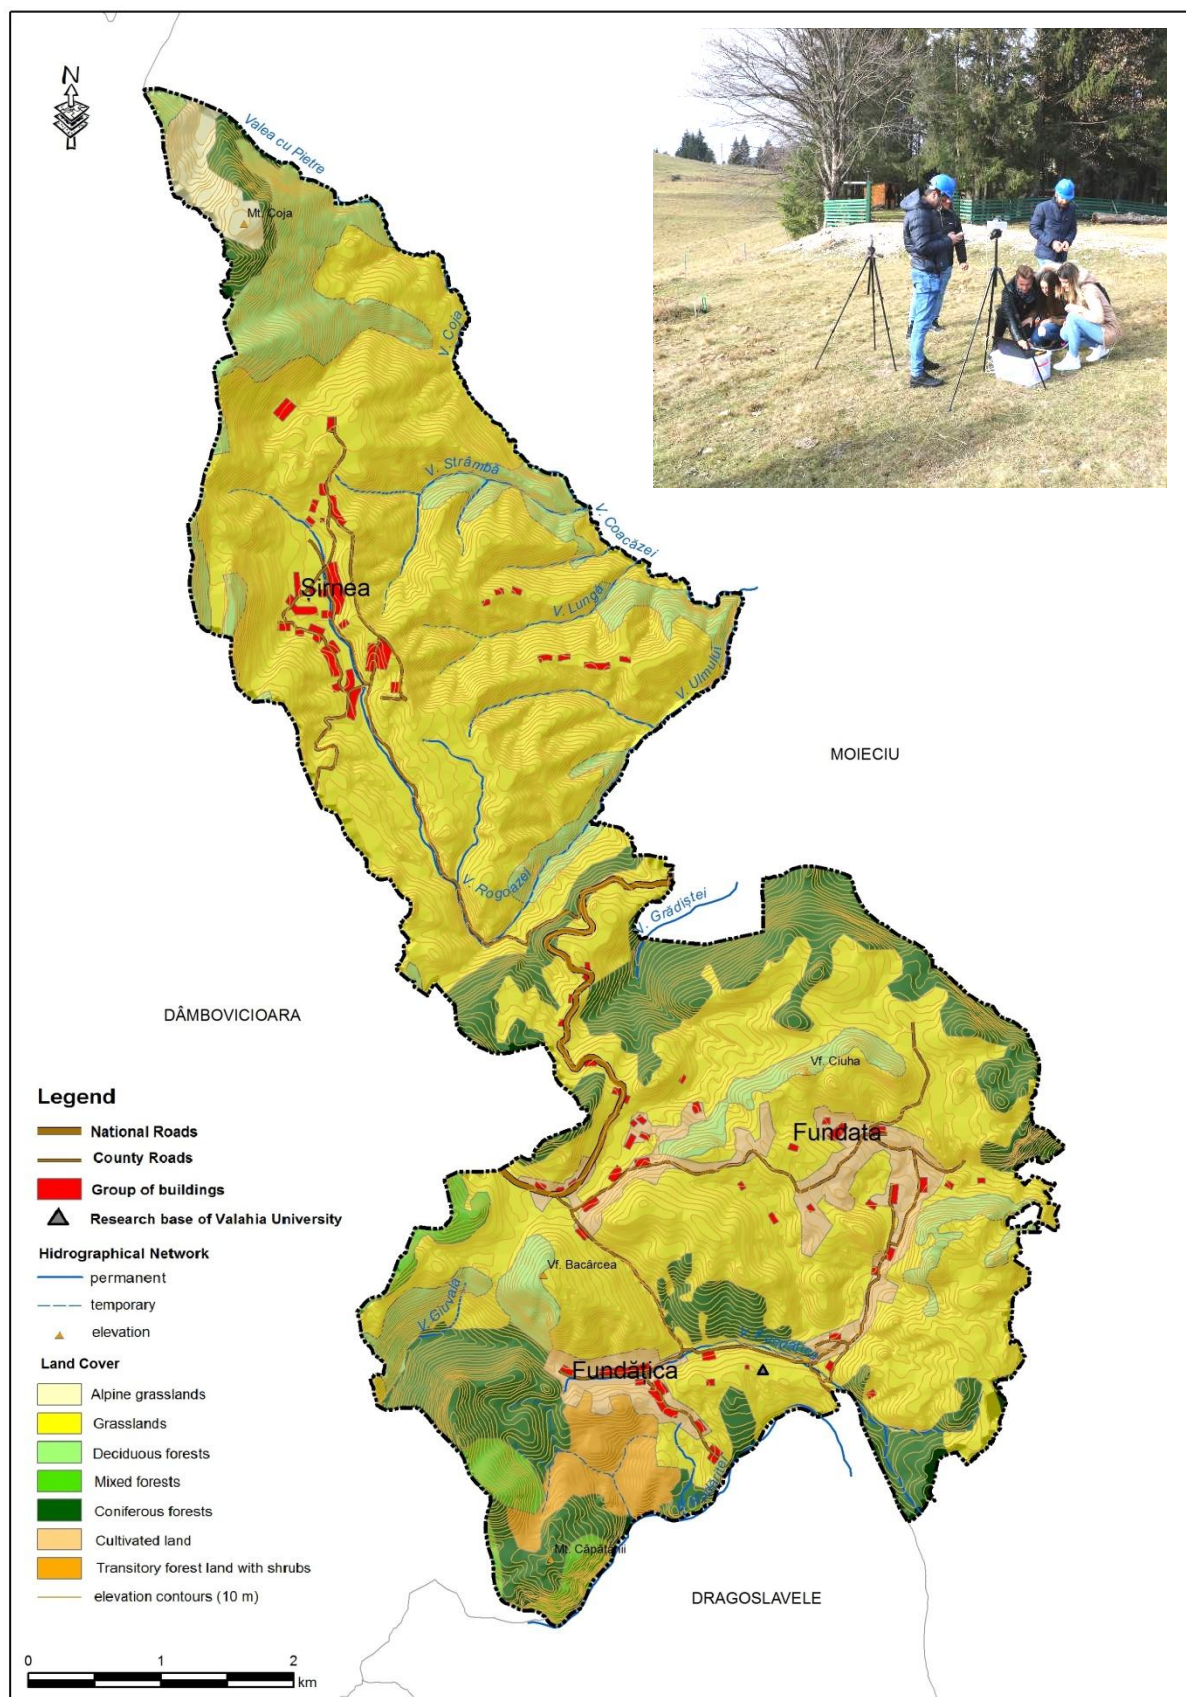 N
Valea cu Pietre
Mt. Coja
V. Coja
V. Strâmbă
V. Coacăzei
Șirnea
V. Lungă
V. Ulmului
MOIECIU
V. Rogoazei
V. Grădiștei
DÂMBOVICIOARA
Vf. Ciuha
Fundata
Vf. Bacârcea
V. Giuvala
Fundățica
Mt. Căpățânii
DRAGOSLAVELE
Legend
National Roads
County Roads
Group of buildings
Research base of Valahia University
Hidrographical Network
permanent
temporary
elevation
Land Cover
Alpine grasslands
Grasslands
Deciduous forests
Mixed forests
Coniferous forests
Cultivated land
Transitory forest land with shrubs
elevation contours (10 m)
0 1 2
km